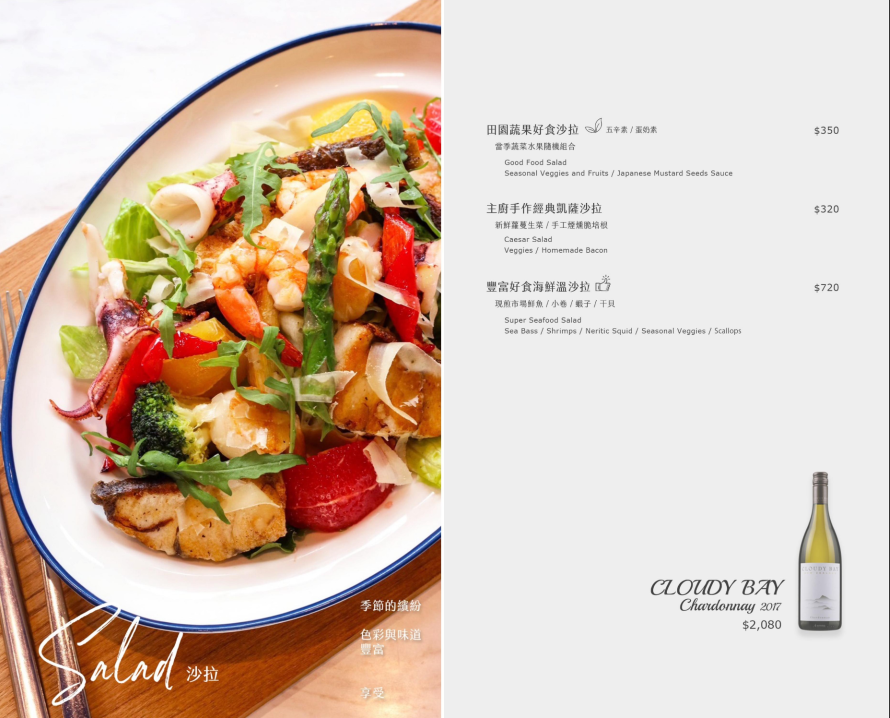 Salad 沙拉
季節的繽紛
色彩與味道
豐富
享受
田園蔬果好食沙拉 五辛素 / 蛋奶素 $350
當季蔬菜水果隨機組合
Good Food Salad
Seasonal Veggies and Fruits / Japanese Mustard Seeds Sauce
主廚手作經典凱薩沙拉 $320
新鮮蘿蔓生菜 / 手工煙燻脆培根
Caesar Salad
Veggies / Homemade Bacon
豐富好食海鮮溫沙拉 $720
現煎市場鮮魚 / 小卷 / 蝦子 / 干貝
Super Seafood Salad
Sea Bass / Shrimps / Neritic Squid / Seasonal Veggies / Scallops
CLOUDY BAY
Chardonnay 2017
$2,080
CLOUDY BAY